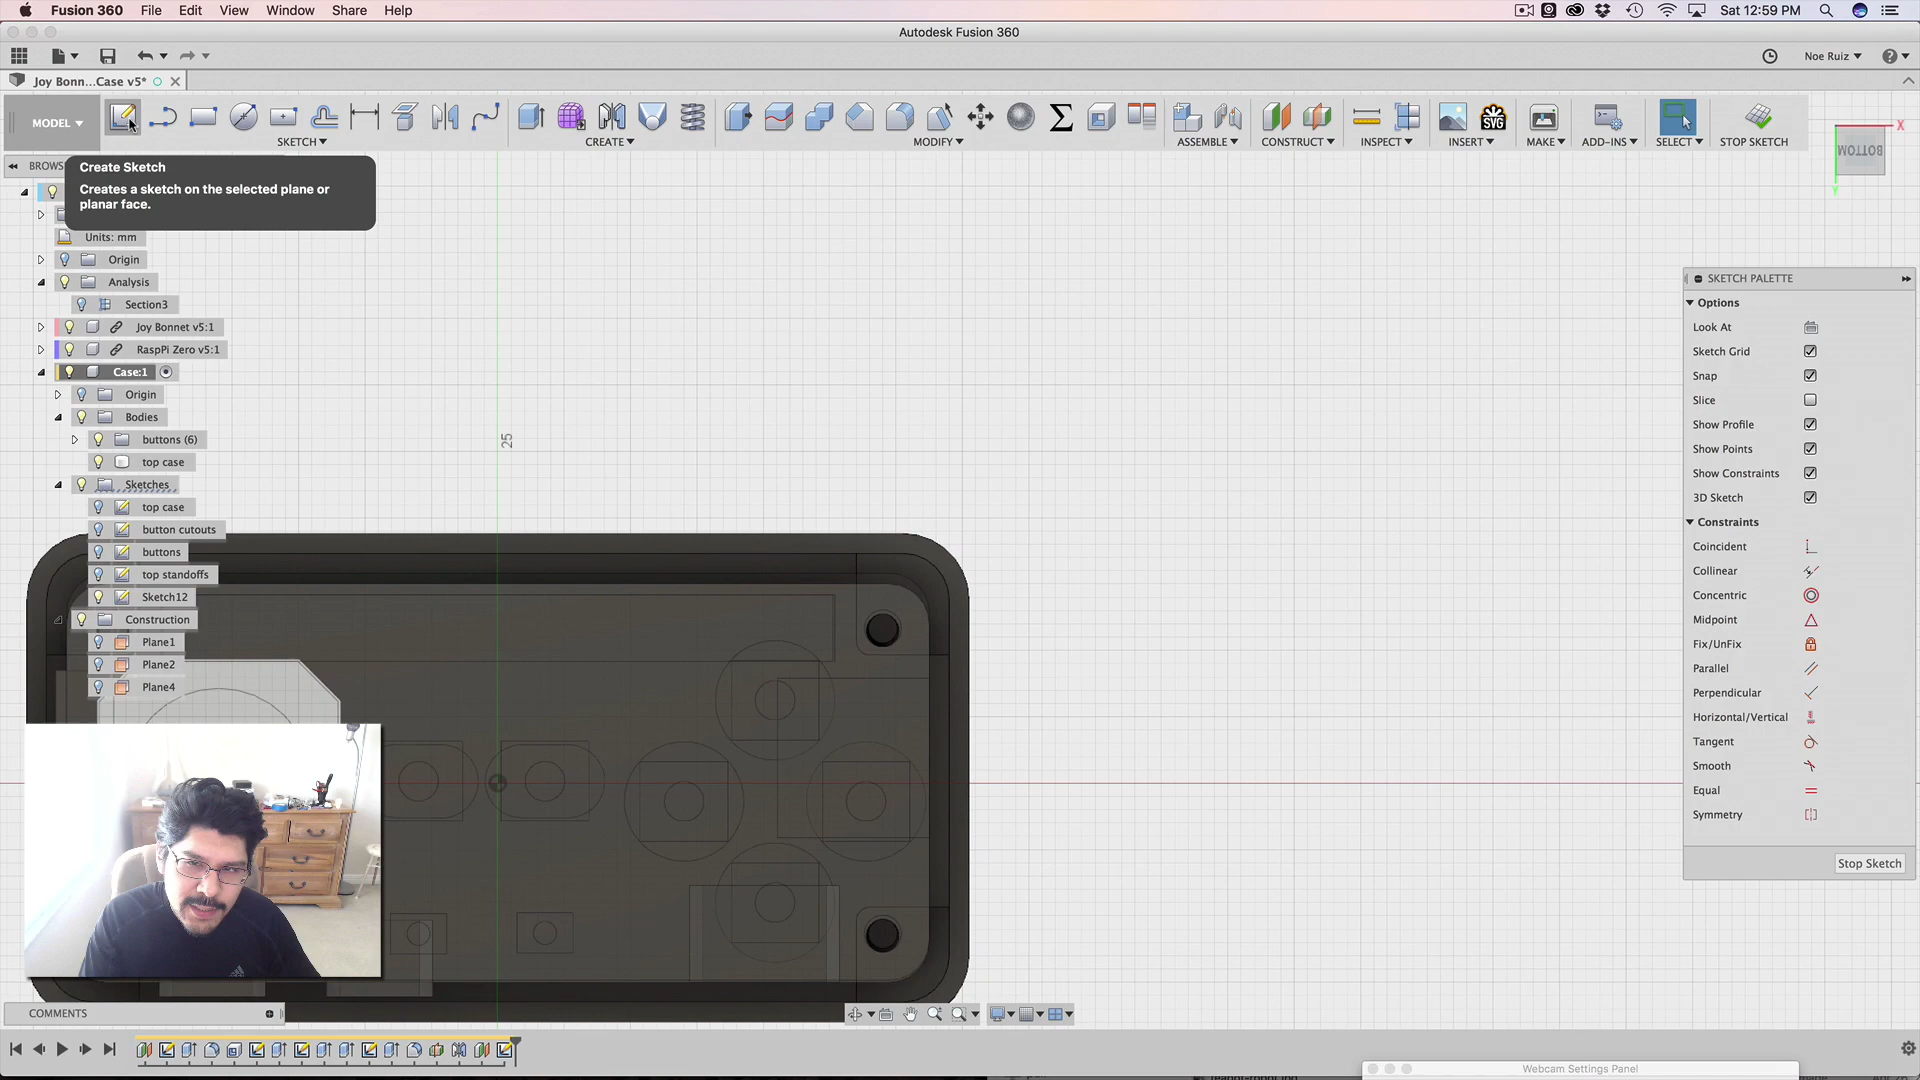 Fusion 360 File Edit View Window Share Help Sat 12:59 PM
Autodesk Fusion 360
Noe Ruiz
Joy Bonn...Case v5*
MODEL SKETCH CREATE MODIFY ASSEMBLE CONSTRUCT INSPECT INSERT MAKE ADD-INS SELECT STOP SKETCH
SVG
X
BOTTOM
Y
BROWS
Create Sketch
Creates a sketch on the selected plane or
planar face.
Units: mm
Origin
Analysis
Section3
Joy Bonnet v5:1
RaspPi Zero v5:1
Case:1
Origin
Bodies
buttons (6)
top case
Sketches
top case
button cutouts
buttons
top standoffs
Sketch12
Construction
Plane1
Plane2
Plane4
25
SKETCH PALETTE
Options
Look At
Sketch Grid
Snap
Slice
Show Profile
Show Points
Show Constraints
3D Sketch
Constraints
Coincident
Collinear
Concentric
Midpoint
Fix/UnFix
Parallel
Perpendicular
Horizontal/Vertical
Tangent
Smooth
Equal
Symmetry
Stop Sketch
COMMENTS
Webcam Settings Panel